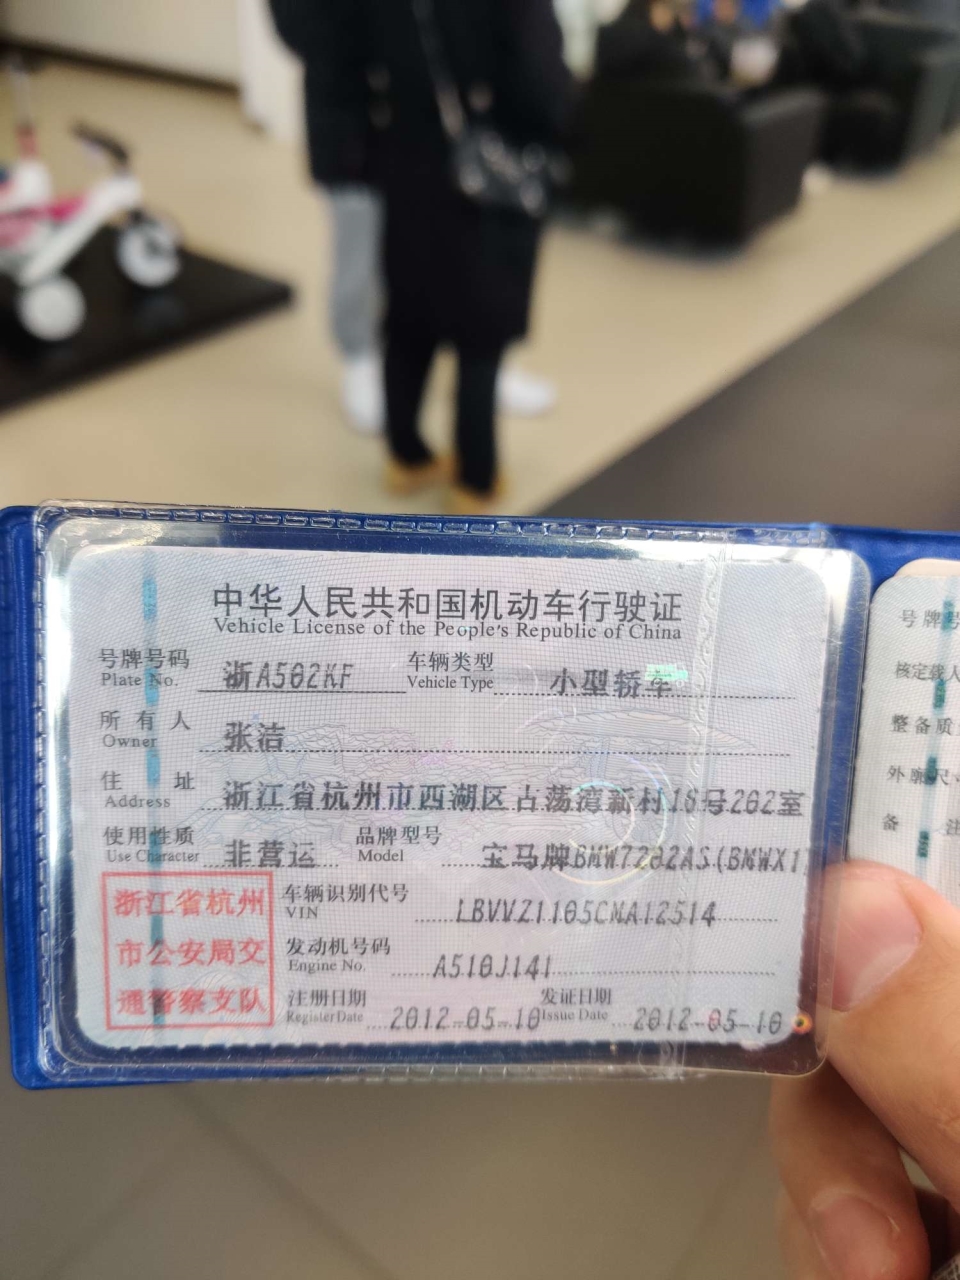 中华人民共和国机动车行驶证
Vehicle License of the People's Republic of China
号牌号码 浙A502KF 车辆类型 小型轿车
Plate No. Vehicle Type
所有人 张洁
Owner
住址 浙江省杭州市西湖区古荡湾新村16号202室
Address
使用性质 非营运 品牌型号 宝马牌BMW7202AS(BMWX1)
Use Character Model
浙江省杭州
市公安局交
通警察支队
车辆识别代号 LBVVZ1105CMA12514
VIN
发动机号码 A510J141
Engine No.
注册日期 2012-05-10 发证日期 2012-05-10
Register Date Issue Date
号牌号
核定载人
整备质
外廓尺
备 注